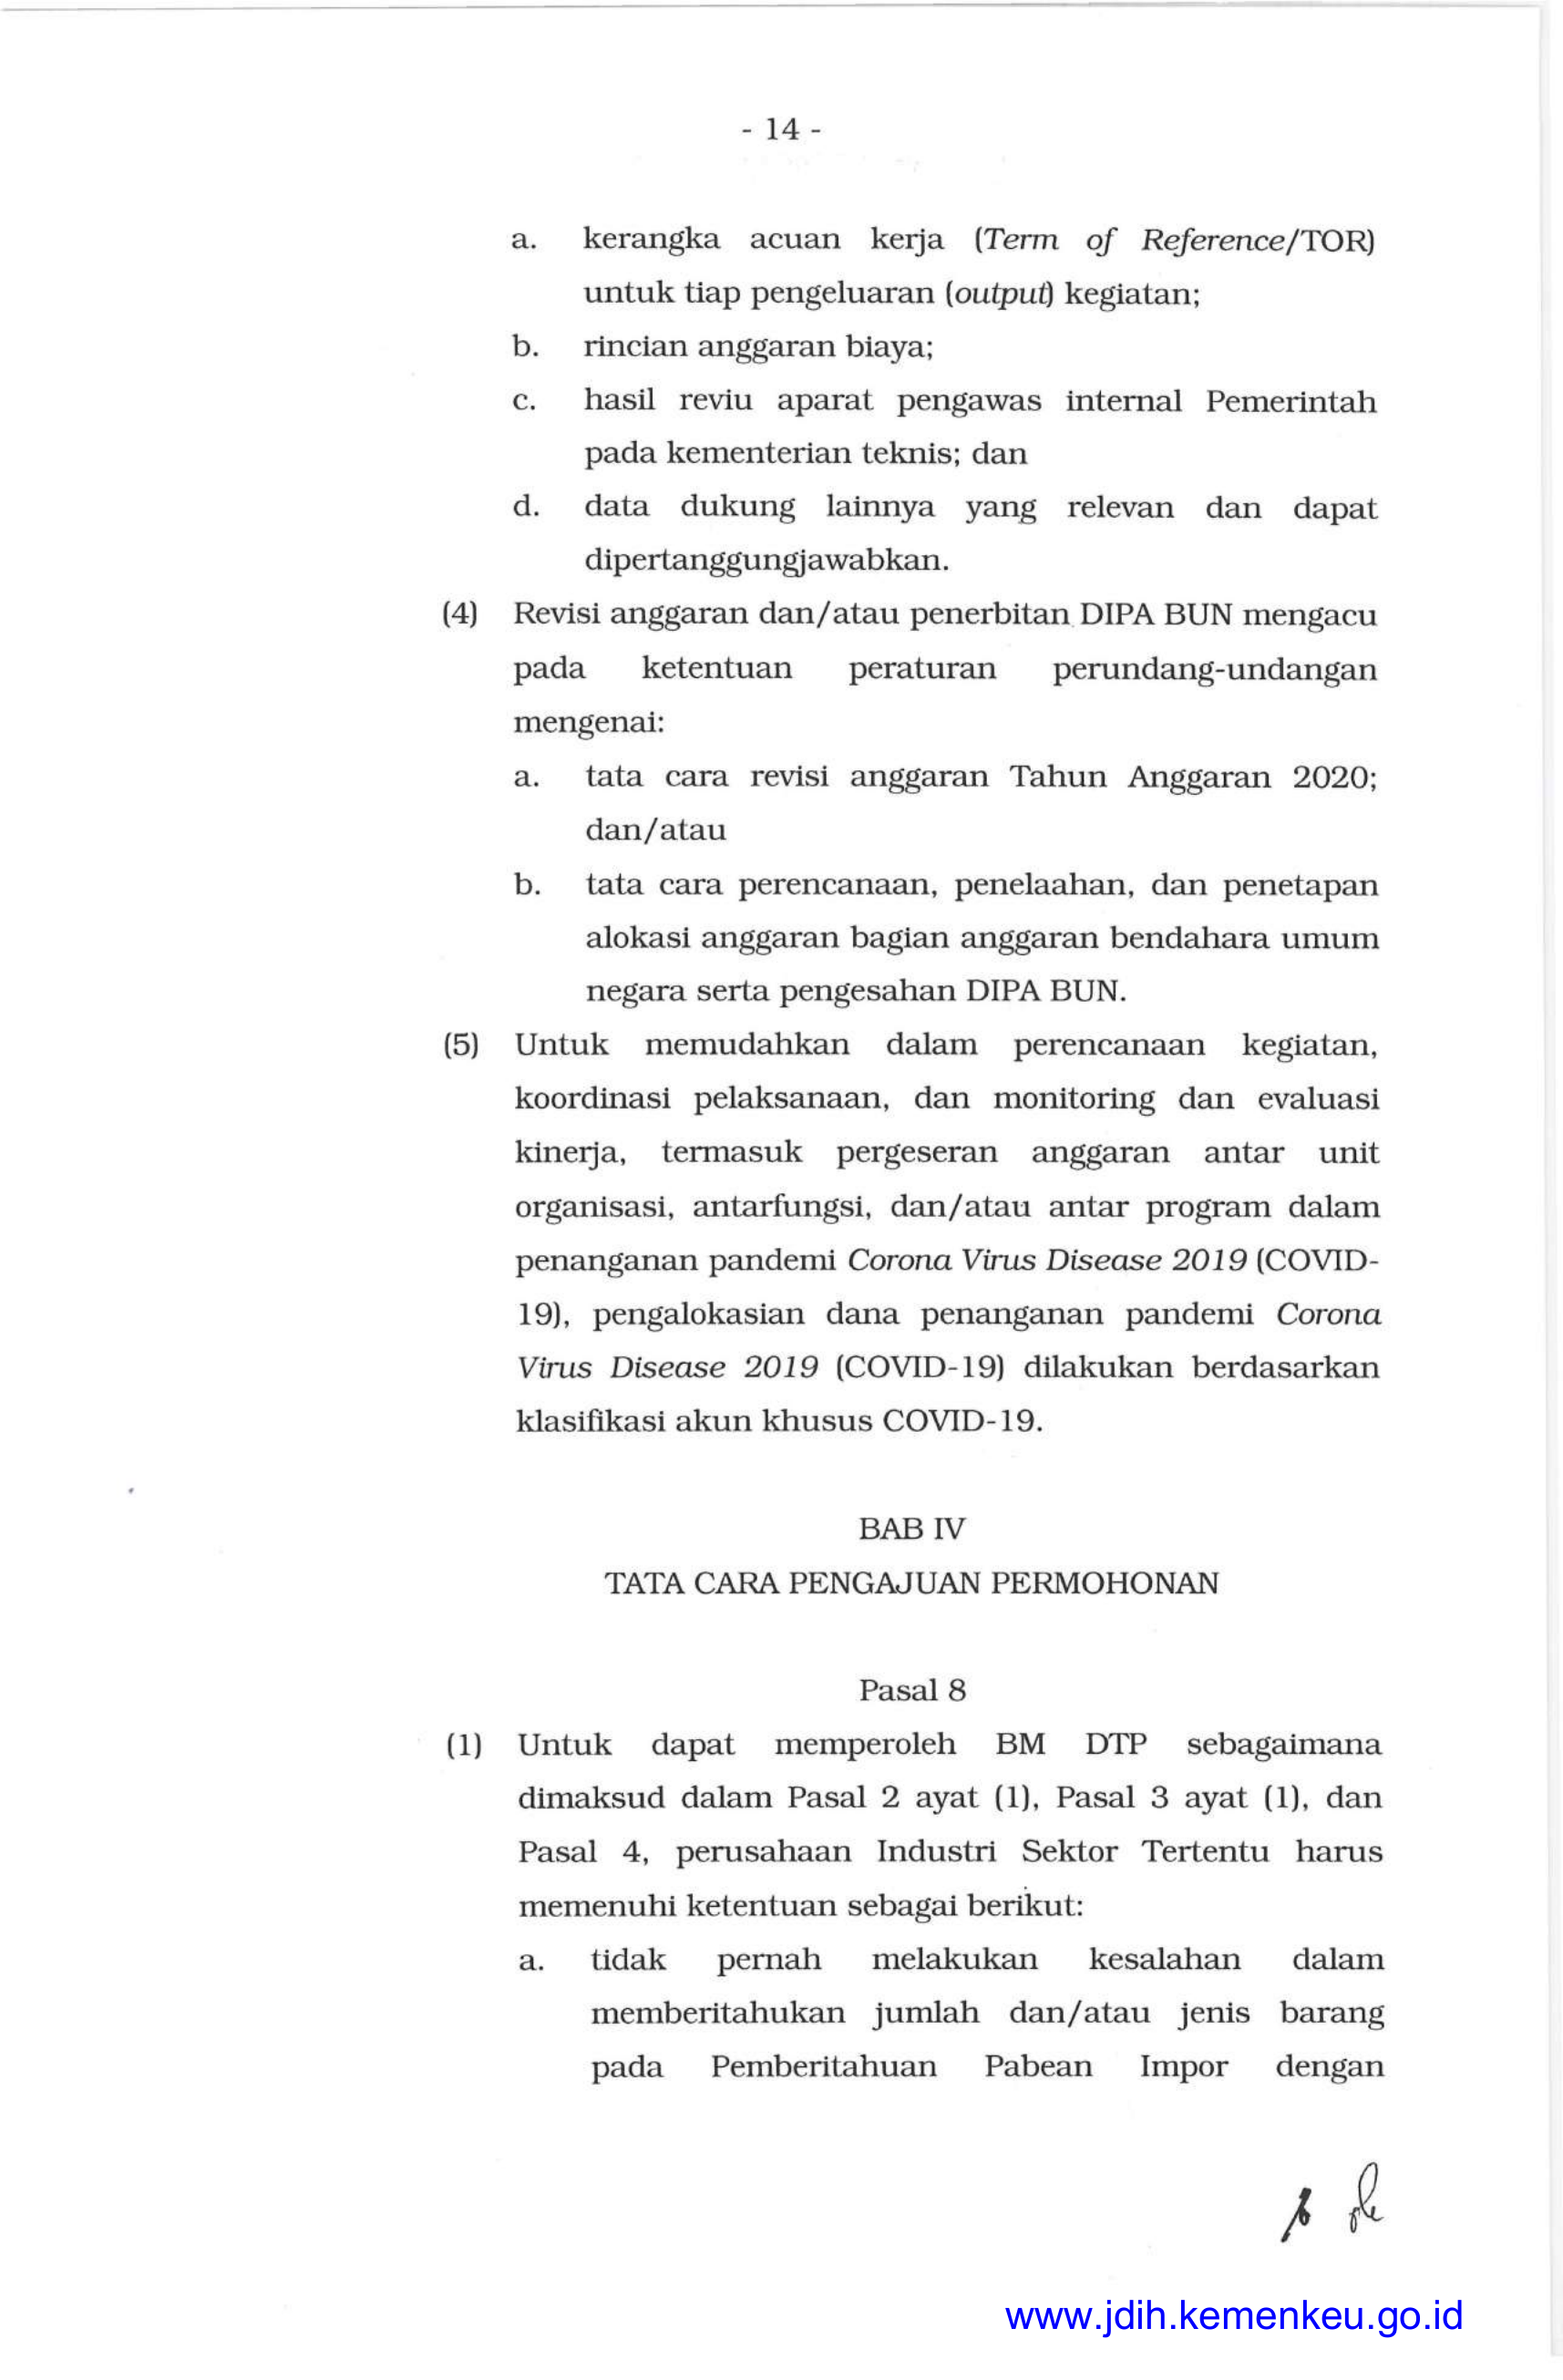 - 14 -
a. kerangka acuan kerja (Term of Reference/TOR)
untuk tiap pengeluaran (output) kegiatan;
b. rincian anggaran biaya;
c. hasil reviu aparat pengawas internal Pemerintah
pada kementerian teknis; dan
d. data dukung lainnya yang relevan dan dapat
dipertanggungjawabkan.
(4) Revisi anggaran dan/atau penerbitan DIPA BUN mengacu
pada ketentuan peraturan perundang-undangan
mengenai:
a. tata cara revisi anggaran Tahun Anggaran 2020;
dan/atau
b. tata cara perencanaan, penelaahan, dan penetapan
alokasi anggaran bagian anggaran bendahara umum
negara serta pengesahan DIPA BUN.
(5) Untuk memudahkan dalam perencanaan kegiatan,
koordinasi pelaksanaan, dan monitoring dan evaluasi
kinerja, termasuk pergeseran anggaran antar unit
organisasi, antarfungsi, dan/atau antar program dalam
penanganan pandemi Corona Virus Disease 2019 (COVID-
19), pengalokasian dana penanganan pandemi Corona
Virus Disease 2019 (COVID-19) dilakukan berdasarkan
klasifikasi akun khusus COVID-19.
BAB IV
TATA CARA PENGAJUAN PERMOHONAN
Pasal 8
(1) Untuk dapat memperoleh BM DTP sebagaimana
dimaksud dalam Pasal 2 ayat (1), Pasal 3 ayat (1), dan
Pasal 4, perusahaan Industri Sektor Tertentu harus
memenuhi ketentuan sebagai berikut:
a. tidak pernah melakukan kesalahan dalam
memberitahukan jumlah dan/atau jenis barang
pada Pemberitahuan Pabean Impor dengan
www.jdih.kemenkeu.go.id